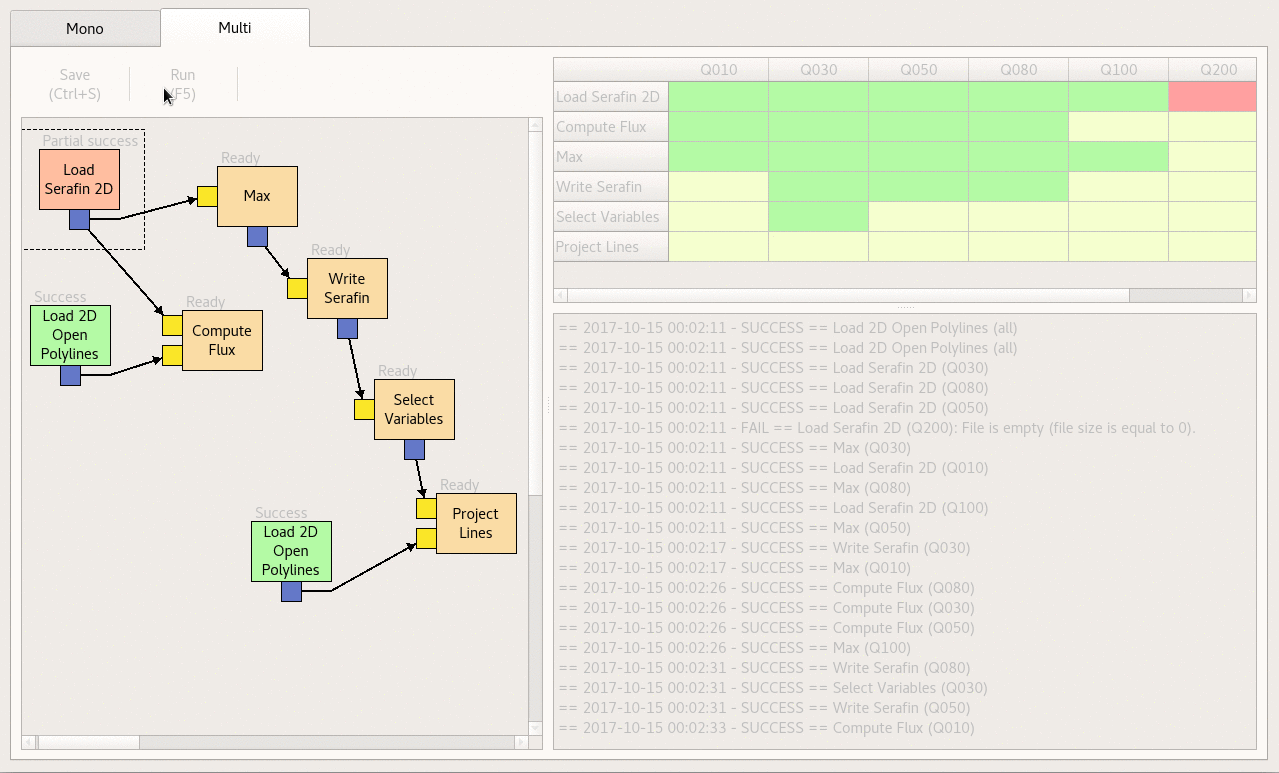 Mono
Multi
Save
(Ctrl+S)
Run
(F5)
Partial success
Load
Serafin 2D
Ready
Max
Ready
Write
Serafin
Success
Load 2D
Open
Polylines
Ready
Compute
Flux
Ready
Select
Variables
Ready
Project
Lines
Success
Load 2D
Open
Polylines
Q010 Q030 Q050 Q080 Q100 Q200
Load Serafin 2D
Compute Flux
Max
Write Serafin
Select Variables
Project Lines
== 2017-10-15 00:02:11 - SUCCESS == Load 2D Open Polylines (all)
== 2017-10-15 00:02:11 - SUCCESS == Load 2D Open Polylines (all)
== 2017-10-15 00:02:11 - SUCCESS == Load Serafin 2D (Q030)
== 2017-10-15 00:02:11 - SUCCESS == Load Serafin 2D (Q080)
== 2017-10-15 00:02:11 - SUCCESS == Load Serafin 2D (Q050)
== 2017-10-15 00:02:11 - FAIL == Load Serafin 2D (Q200): File is empty (file size is equal to 0).
== 2017-10-15 00:02:11 - SUCCESS == Max (Q030)
== 2017-10-15 00:02:11 - SUCCESS == Load Serafin 2D (Q010)
== 2017-10-15 00:02:11 - SUCCESS == Max (Q080)
== 2017-10-15 00:02:11 - SUCCESS == Load Serafin 2D (Q100)
== 2017-10-15 00:02:11 - SUCCESS == Max (Q050)
== 2017-10-15 00:02:17 - SUCCESS == Write Serafin (Q030)
== 2017-10-15 00:02:17 - SUCCESS == Max (Q010)
== 2017-10-15 00:02:26 - SUCCESS == Compute Flux (Q080)
== 2017-10-15 00:02:26 - SUCCESS == Compute Flux (Q030)
== 2017-10-15 00:02:26 - SUCCESS == Compute Flux (Q050)
== 2017-10-15 00:02:26 - SUCCESS == Max (Q100)
== 2017-10-15 00:02:31 - SUCCESS == Write Serafin (Q080)
== 2017-10-15 00:02:31 - SUCCESS == Select Variables (Q030)
== 2017-10-15 00:02:31 - SUCCESS == Write Serafin (Q050)
== 2017-10-15 00:02:33 - SUCCESS == Compute Flux (Q010)